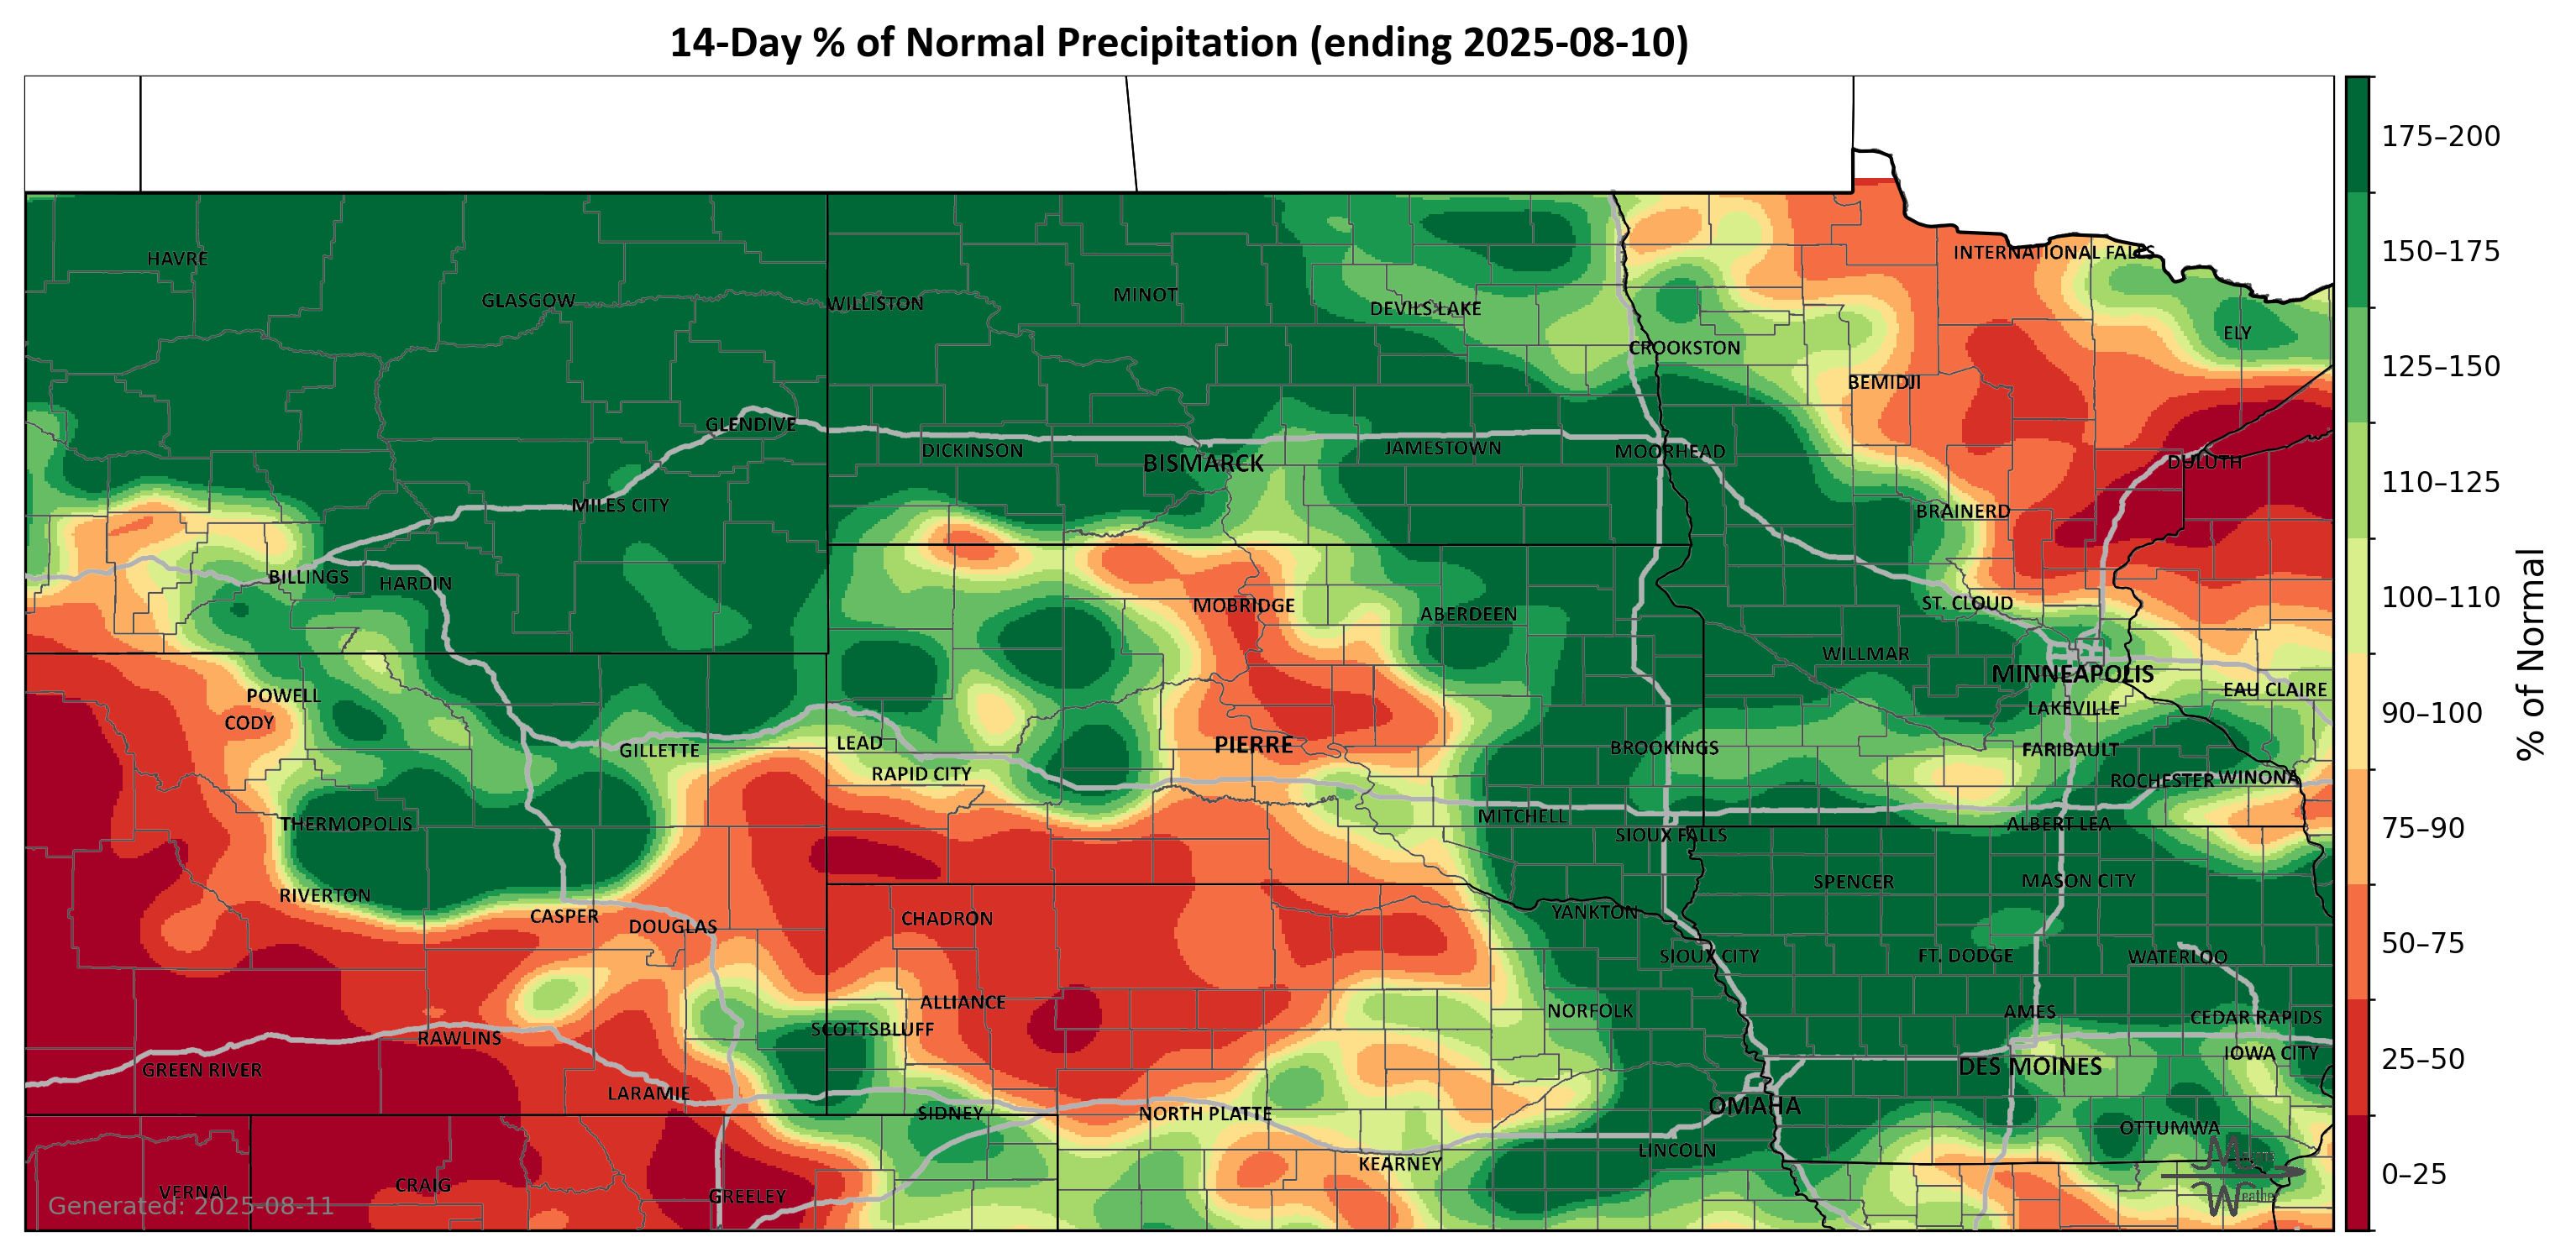 14-Day % of Normal Precipitation (ending 2025-08-10)
175–200
INTERNATIONAL FALLS
150–175
HAVRE
GLASGOW
WILLISTON
MINOT
DEVILS LAKE
ELY
CROOKSTON
125–150
BEMIDJI
GLENDIVE
DICKINSON
BISMARCK
JAMESTOWN
MOORHEAD
DULUTH
110–125
MILES CITY
BRAINERD
BILLINGS
HARDIN
MOBRIDGE
ABERDEEN
ST. CLOUD
100–110
WILLMAR
MINNEAPOLIS
% of Normal
POWELL
EAU CLAIRE
CODY
LAKEVILLE
90–100
GILLETTE
LEAD
PIERRE
BROOKINGS
FARIBAULT
RAPID CITY
ROCHESTER
WINONA
THERMOPOLIS
MITCHELL
SIOUX FALLS
ALBERT LEA
75–90
RIVERTON
SPENCER
MASON CITY
CASPER
DOUGLAS
CHADRON
YANKTON
SIOUX CITY
FT. DODGE
WATERLOO
50–75
ALLIANCE
NORFOLK
AMES
CEDAR RAPIDS
RAWLINS
SCOTTSBLUFF
GREEN RIVER
DES MOINES
IOWA CITY
25–50
LARAMIE
SIDNEY
NORTH PLATTE
OMAHA
OTTUMWA
KEARNEY
LINCOLN
VERNAL
CRAIG
GREELEY
0–25
Generated: 2025-08-11
Weather